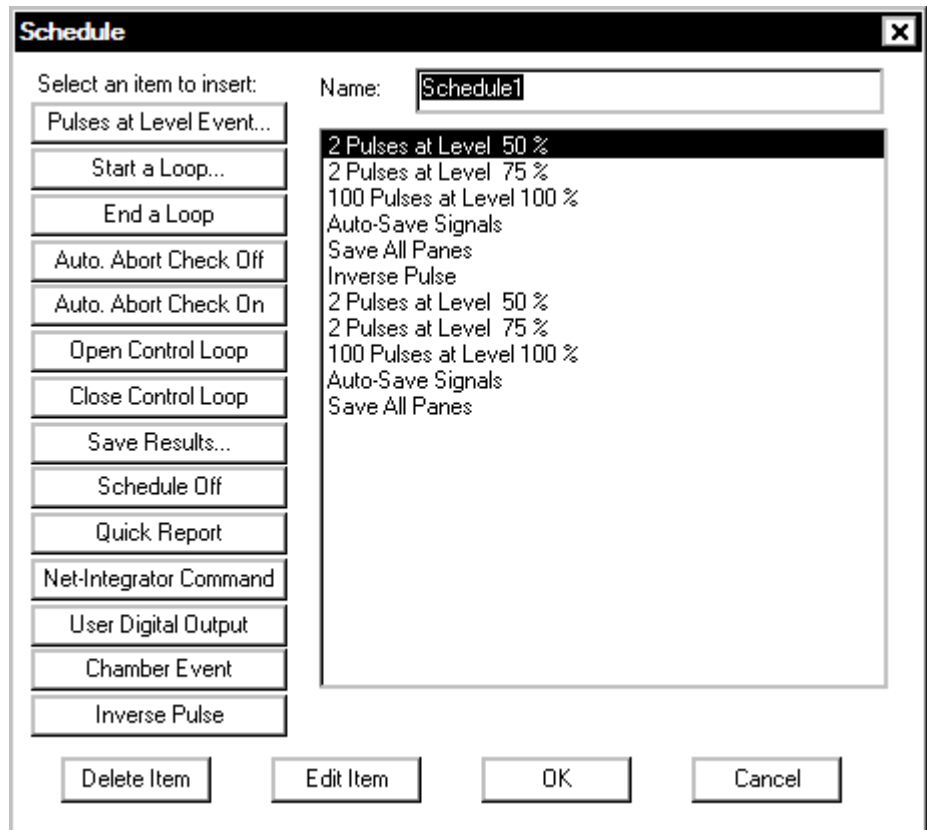 Schedule
Select an item to insert:
Pulses at Level Event...
Start a Loop...
End a Loop
Auto. Abort Check Off
Auto. Abort Check On
Open Control Loop
Close Control Loop
Save Results...
Schedule Off
Quick Report
Net-Integrator Command
User Digital Output
Chamber Event
Inverse Pulse
Name: Schedule1
2 Pulses at Level  50 %
2 Pulses at Level  75 %
100 Pulses at Level 100 %
Auto-Save Signals
Save All Panes
Inverse Pulse
2 Pulses at Level  50 %
2 Pulses at Level  75 %
100 Pulses at Level 100 %
Auto-Save Signals
Save All Panes
Delete Item Edit Item OK Cancel